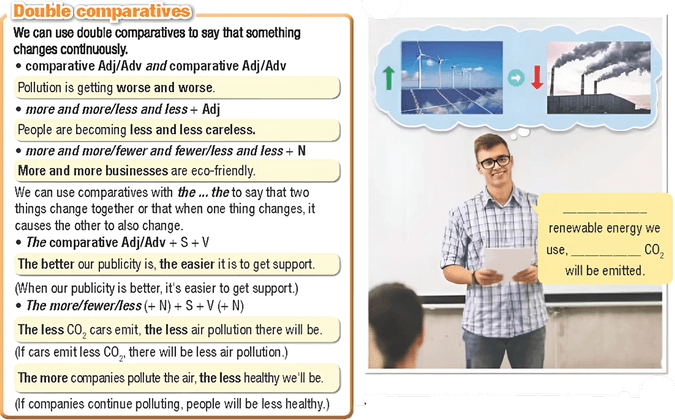 Double comparatives
We can use double comparatives to say that something
changes continuously.
• comparative Adj/Adv and comparative Adj/Adv
Pollution is getting worse and worse.
• more and more/less and less + Adj
People are becoming less and less careless.
• more and more/fewer and fewer/less and less + N
More and more businesses are eco-friendly.
We can use comparatives with the ... the to say that two
things change together or that when one thing changes, it
causes the other to also change.
• The comparative Adj/Adv + S + V
The better our publicity is, the easier it is to get support.
(When our publicity is better, it's easier to get support.)
• The more/fewer/less (+ N) + S + V (+ N)
The less CO₂ cars emit, the less air pollution there will be.
(If cars emit less CO₂, there will be less air pollution.)
The more companies pollute the air, the less healthy we'll be.
(If companies continue polluting, people will be less healthy.)
____________
renewable energy we
use, __________ CO₂
will be emitted.